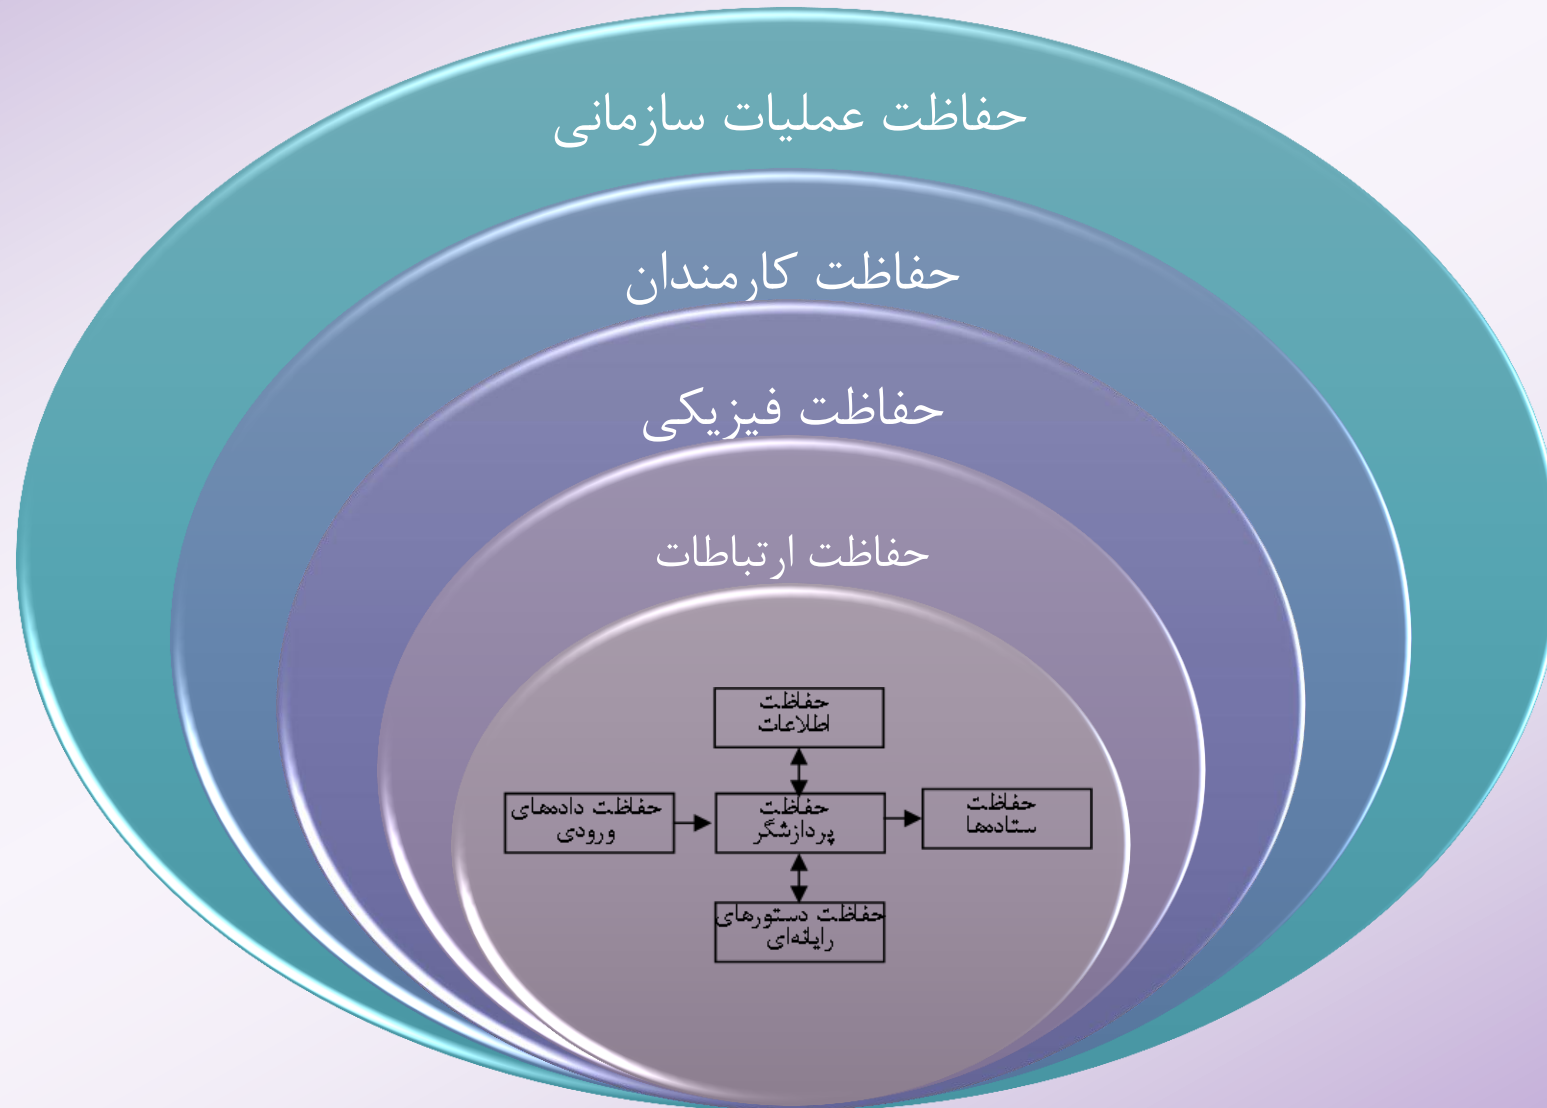 حفاظت عملیات سازمانی
حفاظت کارمندان
حفاظت فیزیکی
حفاظت ارتباطات
حفاظت
اطلاعات
حفاظت داده‌های
ورودی
حفاظت
پردازشگر
حفاظت
ستاده‌ها
حفاظت دستورهای
رایانه‌ای